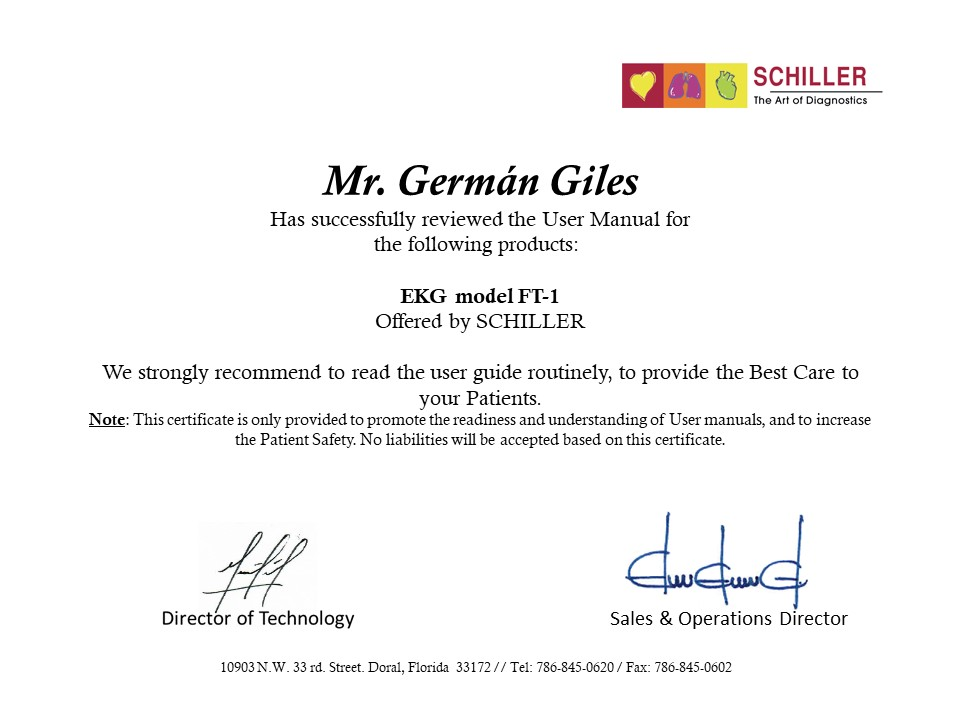 SCHILLER
The Art of Diagnostics
Mr. Germán Giles
Has successfully reviewed the User Manual for
the following products:
EKG model FT-1
Offered by SCHILLER
We strongly recommend to read the user guide routinely, to provide the Best Care to
your Patients.
Note: This certificate is only provided to promote the readiness and understanding of User manuals, and to increase
the Patient Safety. No liabilities will be accepted based on this certificate.
Director of Technology
Sales & Operations Director
10903 N.W. 33 rd. Street. Doral, Florida 33172 // Tel: 786-845-0620 / Fax: 786-845-0602